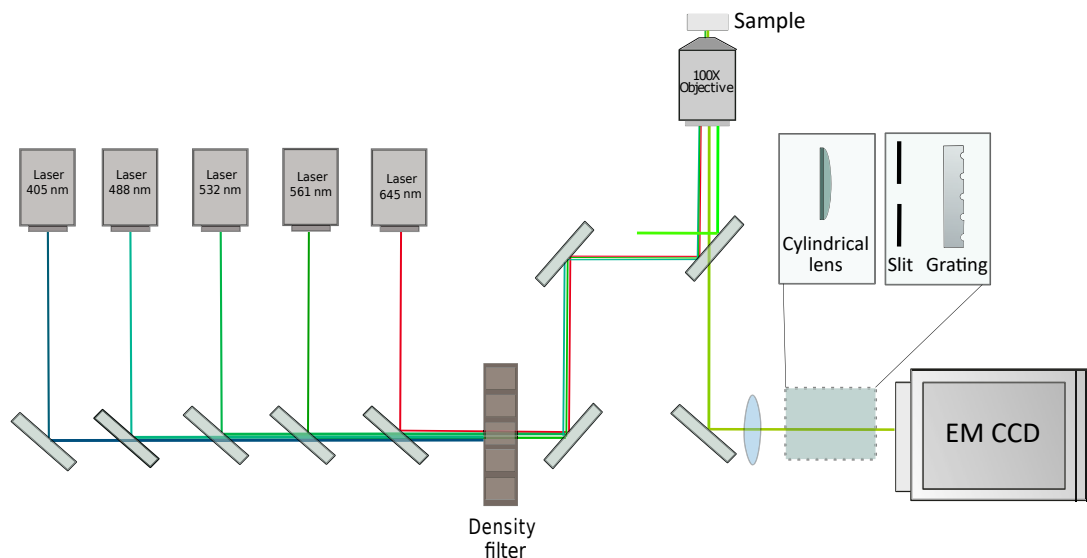 Sample
100X
Objective
Laser
405 nm
Laser
488 nm
Laser
532 nm
Laser
561 nm
Laser
645 nm
Cylindrical
lens
Slit
Grating
EM CCD
Density
filter